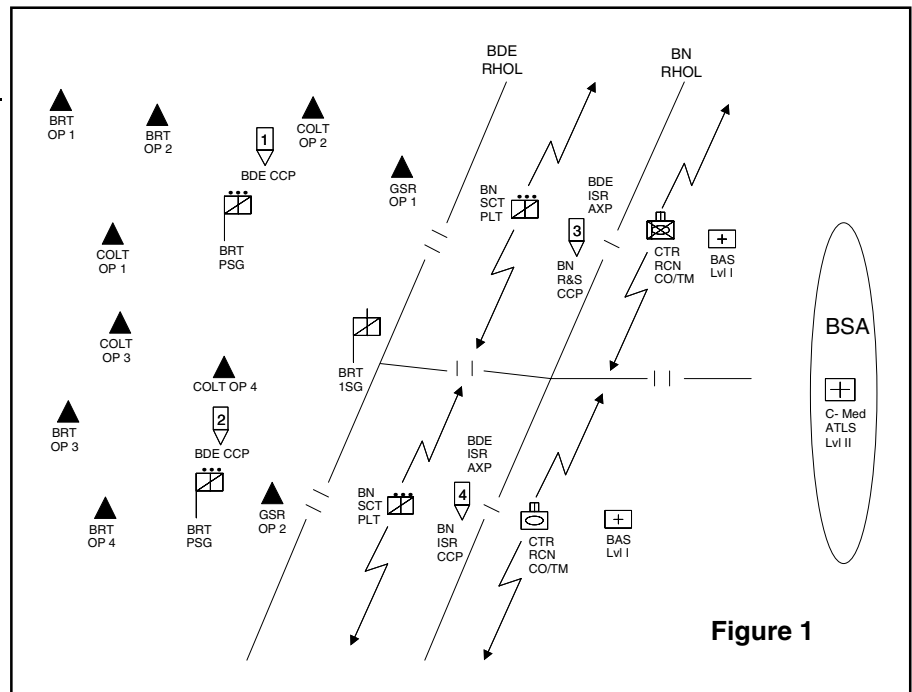 BDE
RHOL
BN
RHOL
BRT
OP 1
BRT
OP 2
1
BDE CCP
COLT
OP 2
GSR
OP 1
BN
SCT
PLT
BDE
ISR
AXP
3
BN
R&S
CCP
CTR
RCN
CO/TM
BAS
Lvl I
BRT
PSG
COLT
OP 1
COLT
OP 3
BRT
1SG
BSA
COLT OP 4
2
BDE CCP
BRT
OP 3
C- Med
ATLS
Lvl II
BRT
OP 4
BRT
PSG
GSR
OP 2
BN
SCT
PLT
BDE
ISR
AXP
4
BN
ISR
CCP
CTR
RCN
CO/TM
BAS
Lvl I
Figure 1